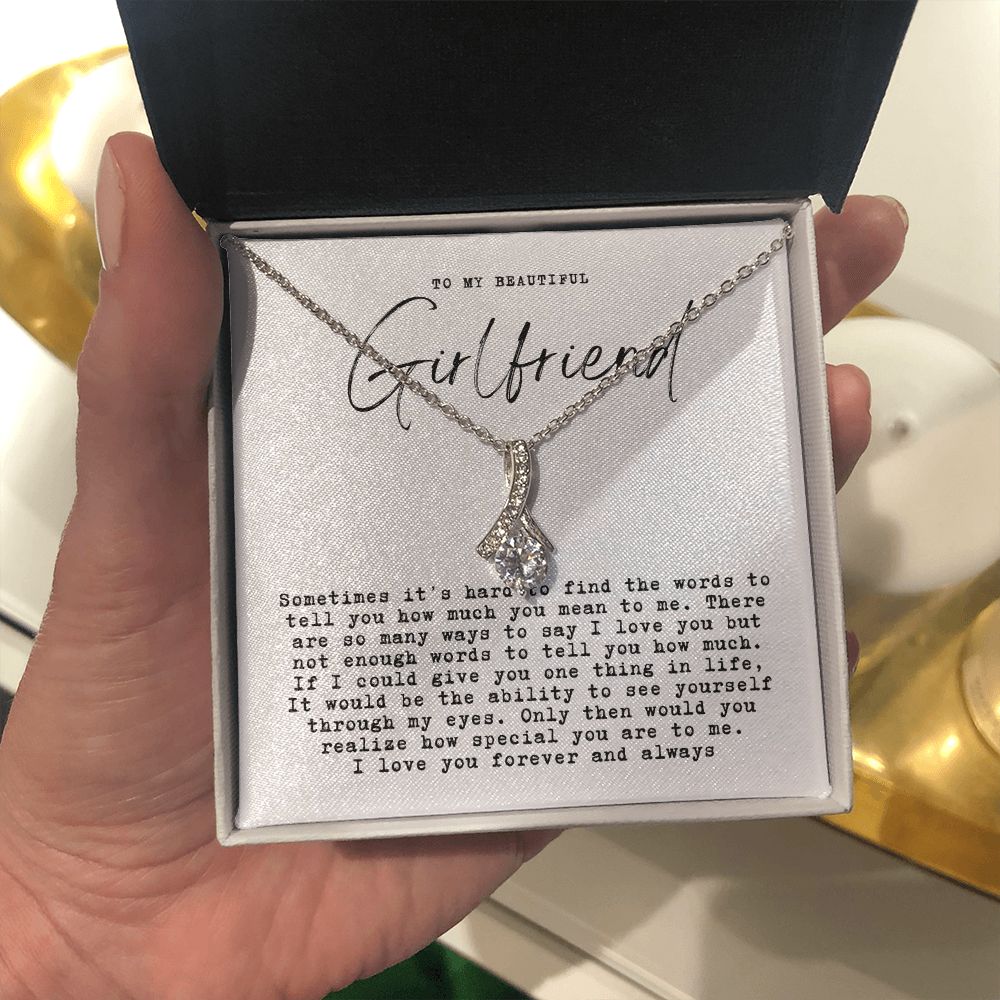 TO MY BEAUTIFUL
Girlfriend
Sometimes it's hard to find the words to
tell you how much you mean to me. There
are so many ways to say I love you but
not enough words to tell you how much.
If I could give you one thing in life,
It would be the ability to see yourself
through my eyes. Only then would you
realize how special you are to me.
I love you forever and always